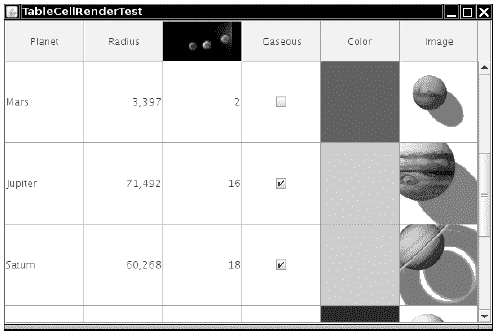 TableCellRenderTest
Planet Radius Gaseous Color Image
Mars 3,397 2
Jupiter 71,492 16
Saturn 60,268 18